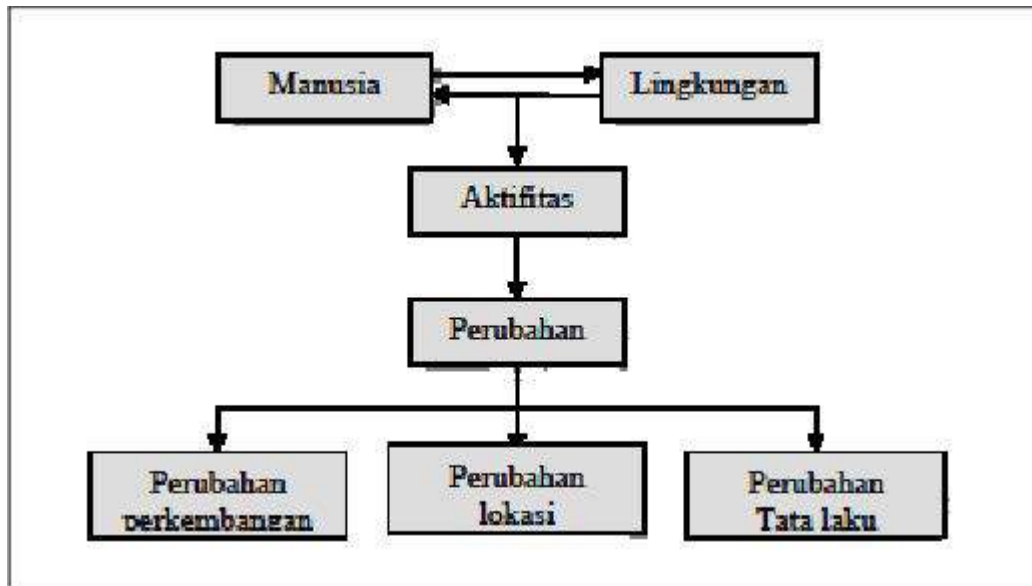 Manusia
Lingkungan
Aktifitas
Perubahan
Perubahan
perkembangan
Perubahan
lokasi
Perubahan
Tata laku